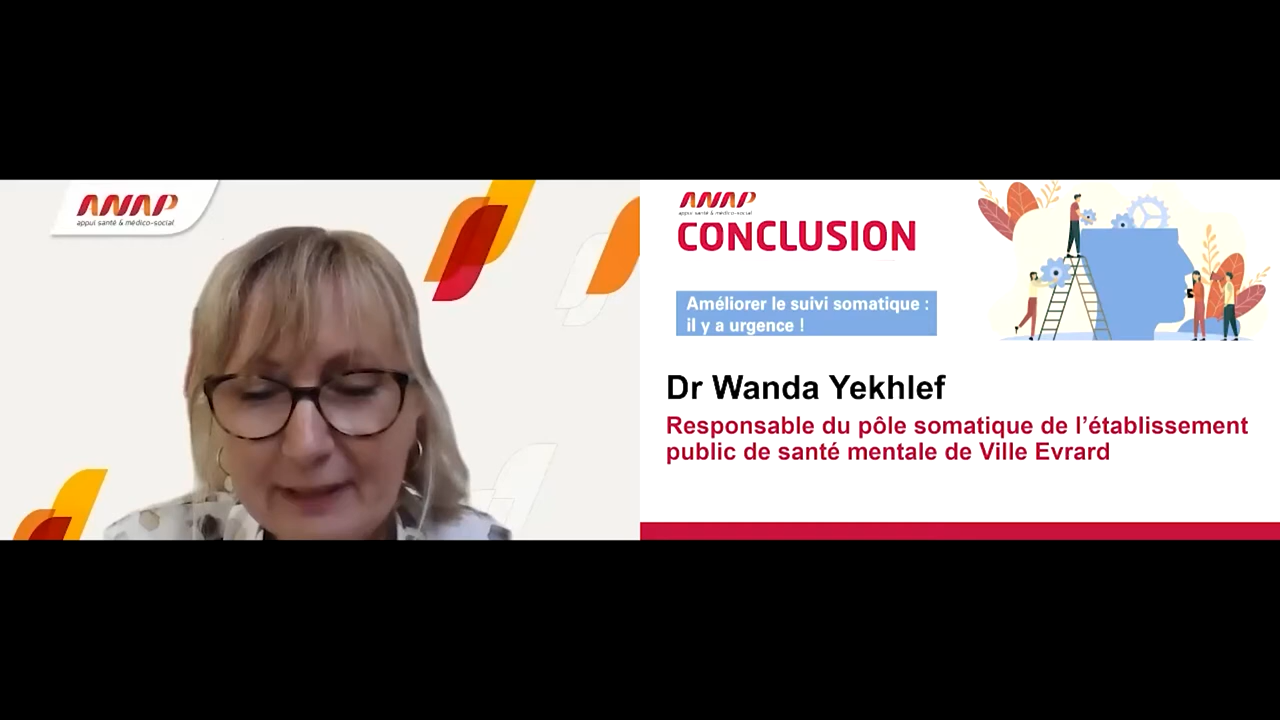 ANAP
appui santé & médico-social
ANAP
appui santé & médico-social
CONCLUSION
Améliorer le suivi somatique :
il y a urgence !
Dr Wanda Yekhlef
Responsable du pôle somatique de l’établissement
public de santé mentale de Ville Evrard